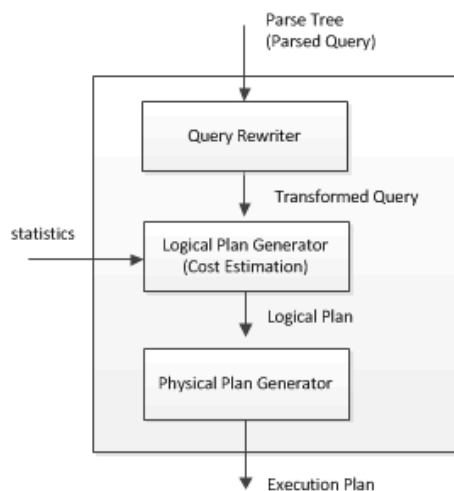 Parse Tree
(Parsed Query)
Query Rewriter
Transformed Query
statistics
Logical Plan Generator
(Cost Estimation)
Logical Plan
Physical Plan Generator
Execution Plan